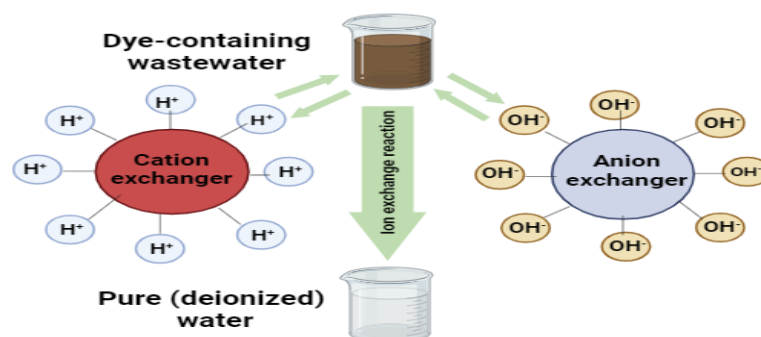 Dye-containing
wastewater
H⁺
H⁺
H⁺
H⁺
H⁺
H⁺
H⁺
H⁺
Cation
exchanger
Ion exchange reaction
OH⁻
OH⁻
OH⁻
OH⁻
OH⁻
OH⁻
OH⁻
OH⁻
Anion
exchanger
Pure (deionized)
water